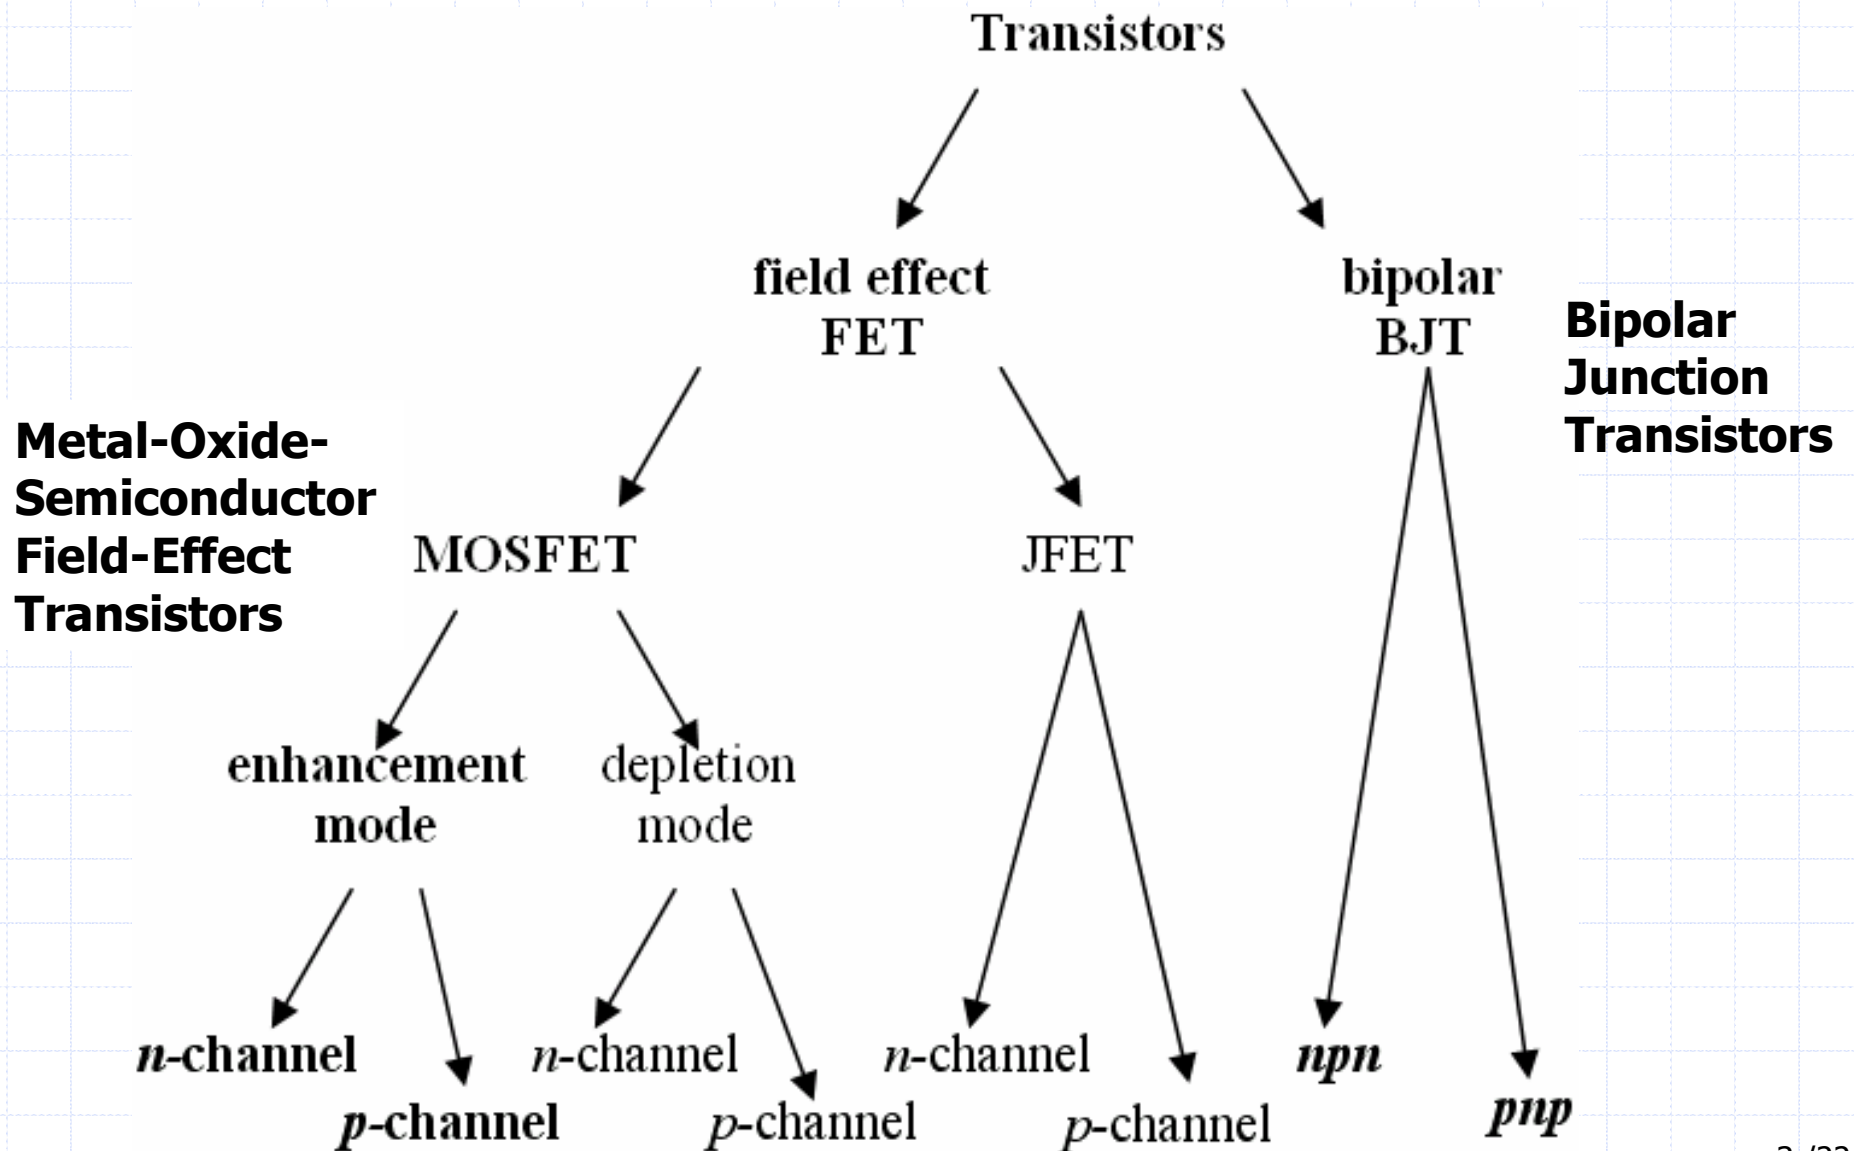 Transistors
field effect
FET
bipolar
BJT
Bipolar
Junction
Transistors
Metal-Oxide-
Semiconductor
Field-Effect
Transistors
MOSFET
JFET
enhancement
mode
depletion
mode
n-channel
p-channel
n-channel
p-channel
n-channel
p-channel
npn
pnp